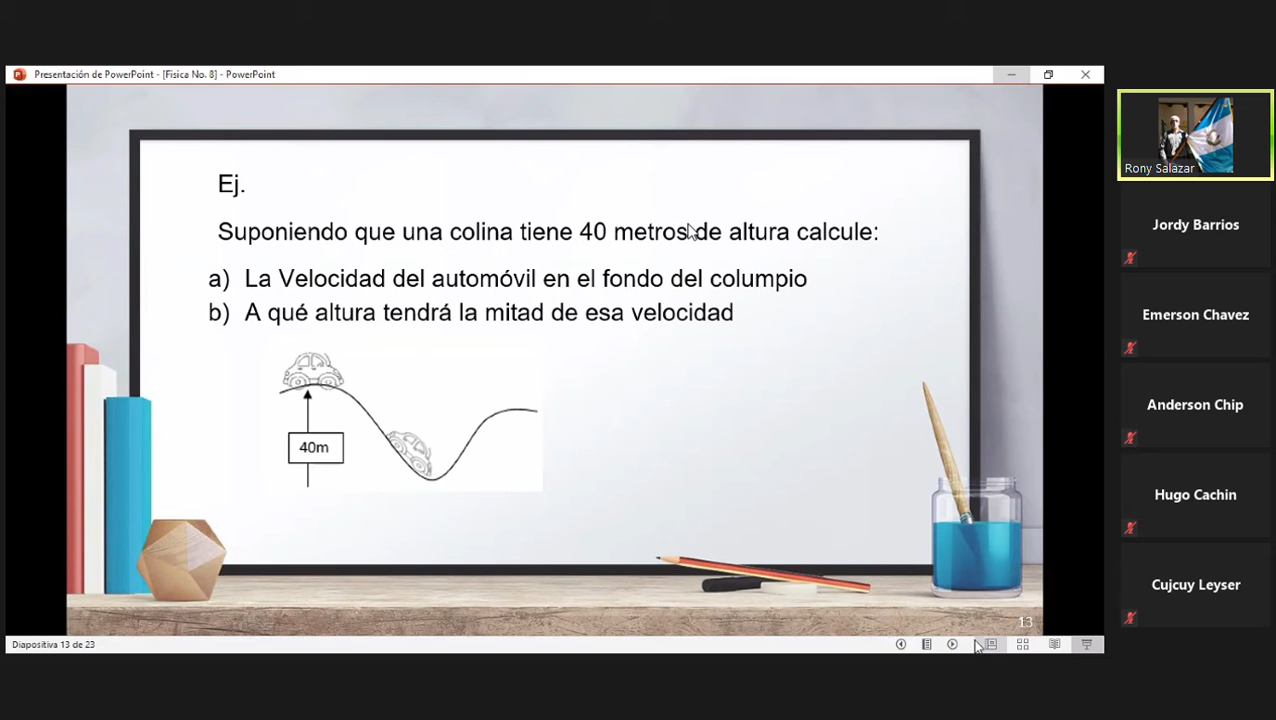 Presentación de PowerPoint - [Fisica No. 8] - PowerPoint
Ej.
Suponiendo que una colina tiene 40 metros de altura calcule:
a) La Velocidad del automóvil en el fondo del columpio
b) A qué altura tendrá la mitad de esa velocidad
40m
13
Diapositiva 13 de 23
Rony Salazar
Jordy Barrios
Emerson Chavez
Anderson Chip
Hugo Cachin
Cujcuy Leyser